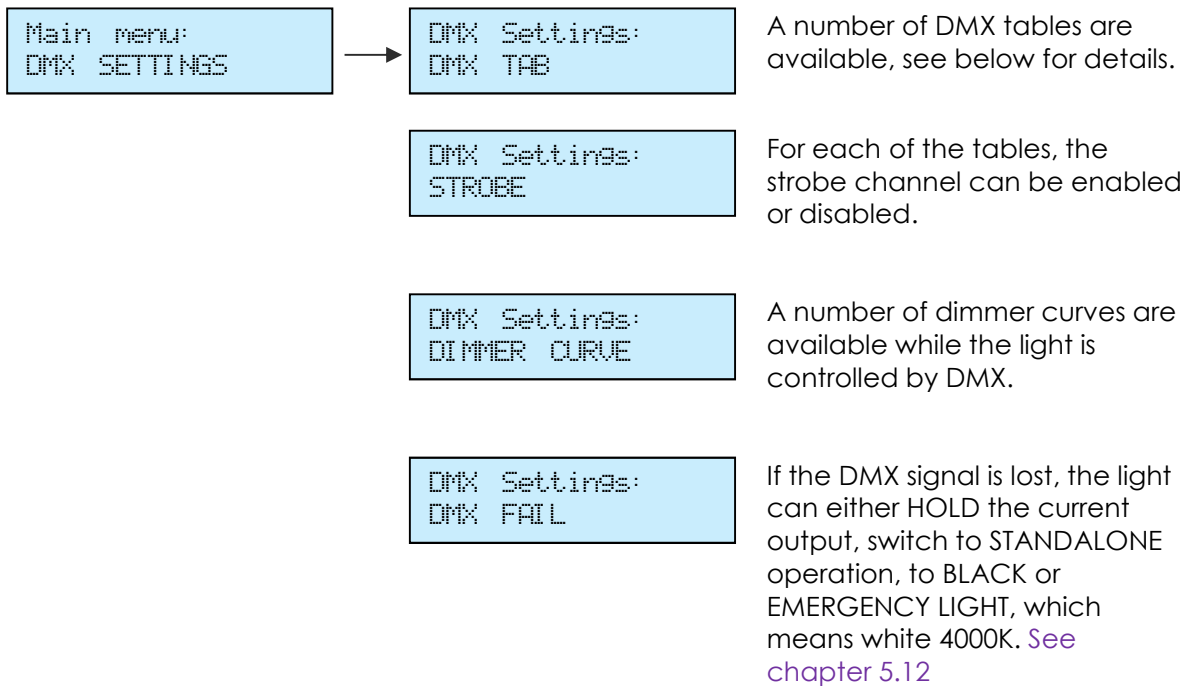 Main menu:
DMX SETTINGS
DMX Settings:
DMX TAB
A number of DMX tables are
available, see below for details.
DMX Settings:
STROBE
For each of the tables, the
strobe channel can be enabled
or disabled.
DMX Settings:
DIMMER CURVE
A number of dimmer curves are
available while the light is
controlled by DMX.
DMX Settings:
DMX FAIL
If the DMX signal is lost, the light
can either HOLD the current
output, switch to STANDALONE
operation, to BLACK or
EMERGENCY LIGHT, which
means white 4000K. See
chapter 5.12